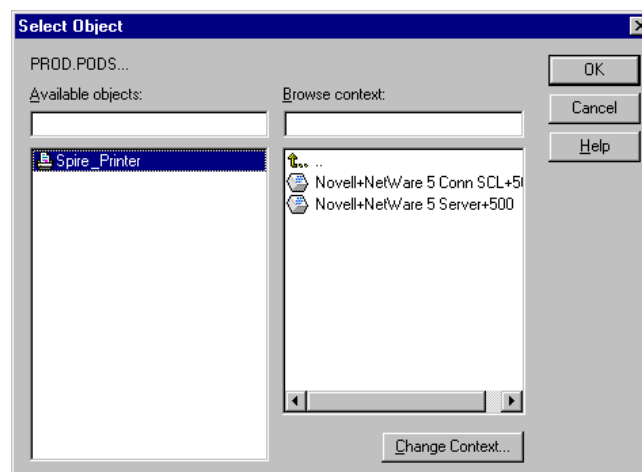 Select Object
PROD.PODS...
OK
Available objects:
Browse context:
Cancel
Help
Spire_Printer
..
Novell+NetWare 5 Conn SCL+50
Novell+NetWare 5 Server+500
Change Context...